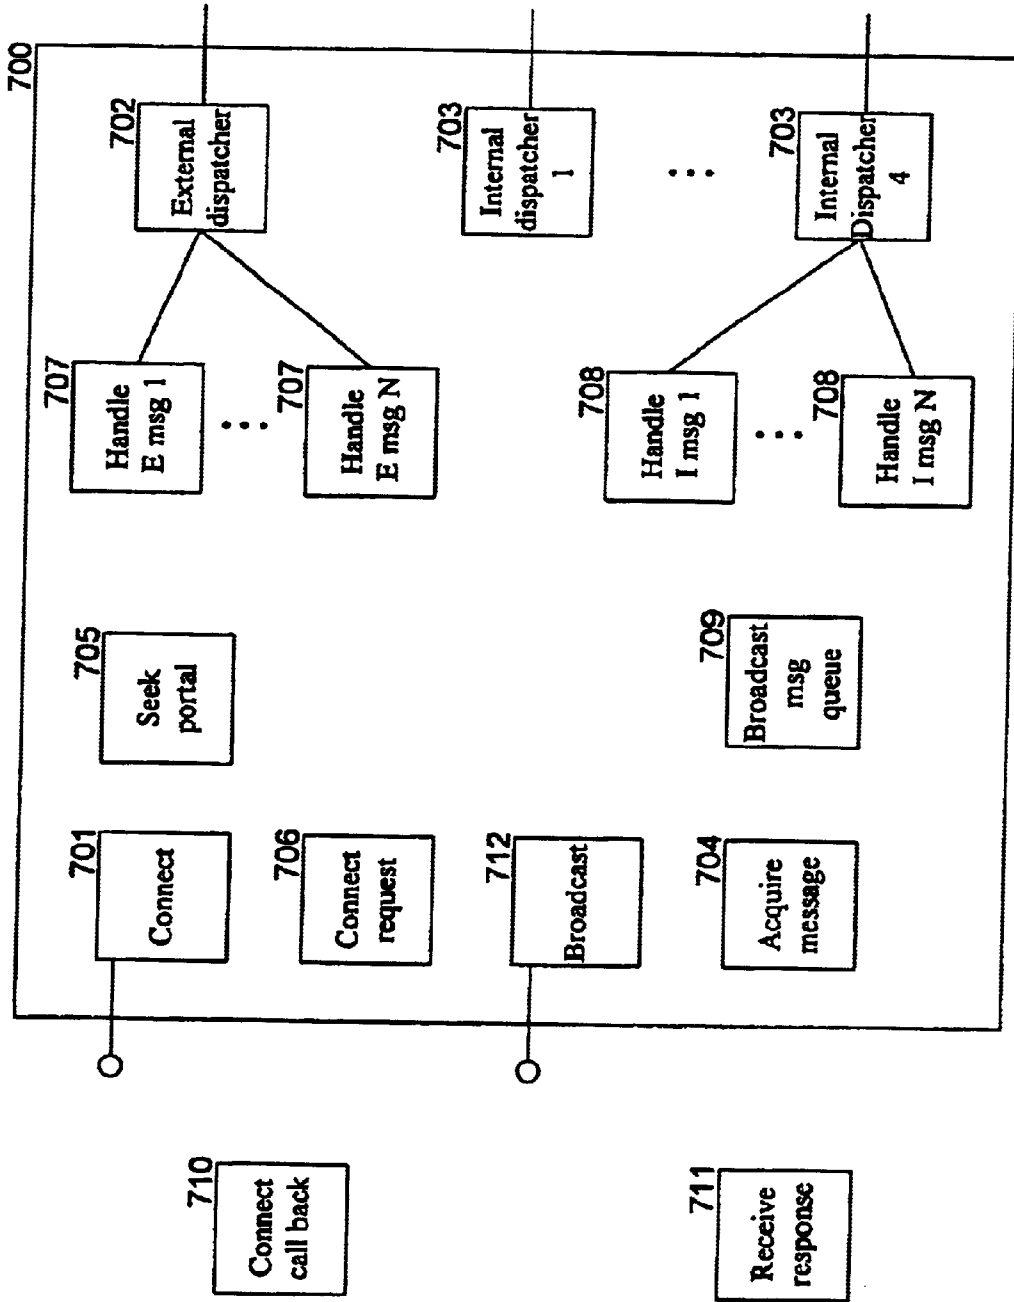 700
710
Connect
call back
701
Connect
705
Seek
portal
707
Handle
E msg 1
702
External
dispatcher
706
Connect
request
707
Handle
E msg N
712
Broadcast
703
Internal
dispatcher
1
711
Receive
response
704
Acquire
message
709
Broadcast
msg
queue
708
Handle
I msg 1
703
Internal
Dispatcher
4
708
Handle
I msg N